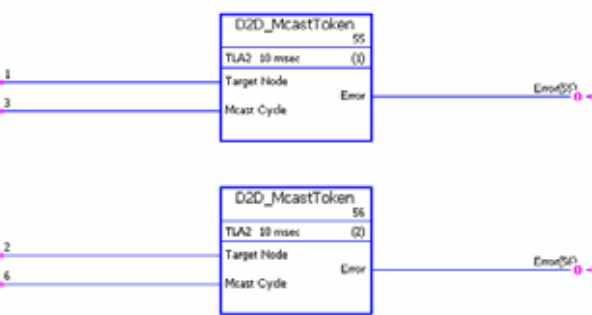 D2D_McastToken
55
TLA2 10 msec (1)
1
Target Node
3
Error
Error(55)
0
Mcast Cycle
D2D_McastToken
56
TLA2 10 msec (2)
2
Target Node
6
Error
Error(56)
0
Mcast Cycle